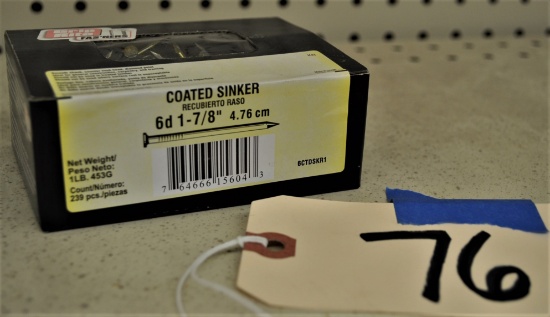 COATED SINKER
RECUBIERTO RASO
6d 1-7/8" 4.76 cm
Net Weight/
Peso Neto:
1LB. 453G
Count/Número:
239 pcs./piezas
7 64666 15604 3
6CTDSKR1
76